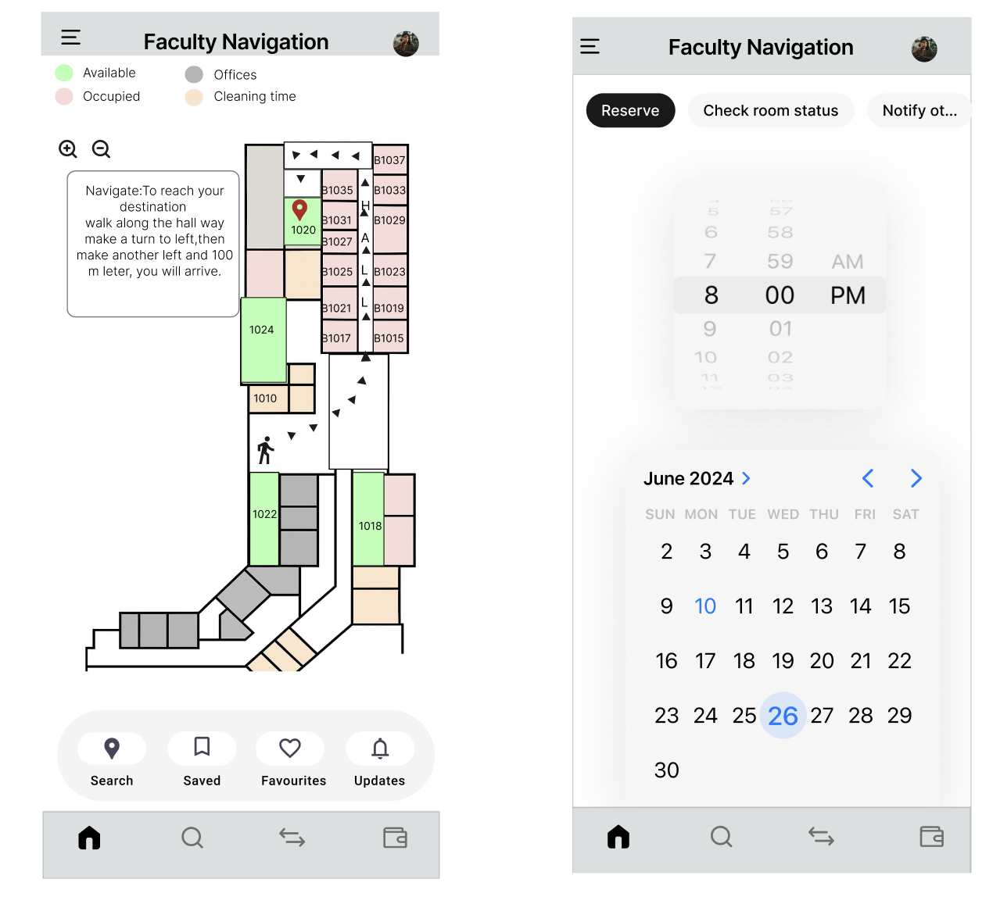 Faculty Navigation
Available
Offices
Occupied
Cleaning time
Navigate:To reach your
destination
walk along the hall way
make a turn to left,then
make another left and 100
m leter, you will arrive.
B1037
B1035
B1033
H
1020
B1031
B1029
B1027
A
B1025
L
B1023
B1021
L
B1019
1024
B1017
B1015
1010
1022
1018
Search
Saved
Favourites
Updates
Faculty Navigation
Reserve
Check room status
Notify ot...
5
57
6
58
7
59
AM
8
00
PM
9
01
10
02
11
03
June 2024
SUN MON TUE WED THU FRI SAT
2 3 4 5 6 7 8
9 10 11 12 13 14 15
16 17 18 19 20 21 22
23 24 25 26 27 28 29
30